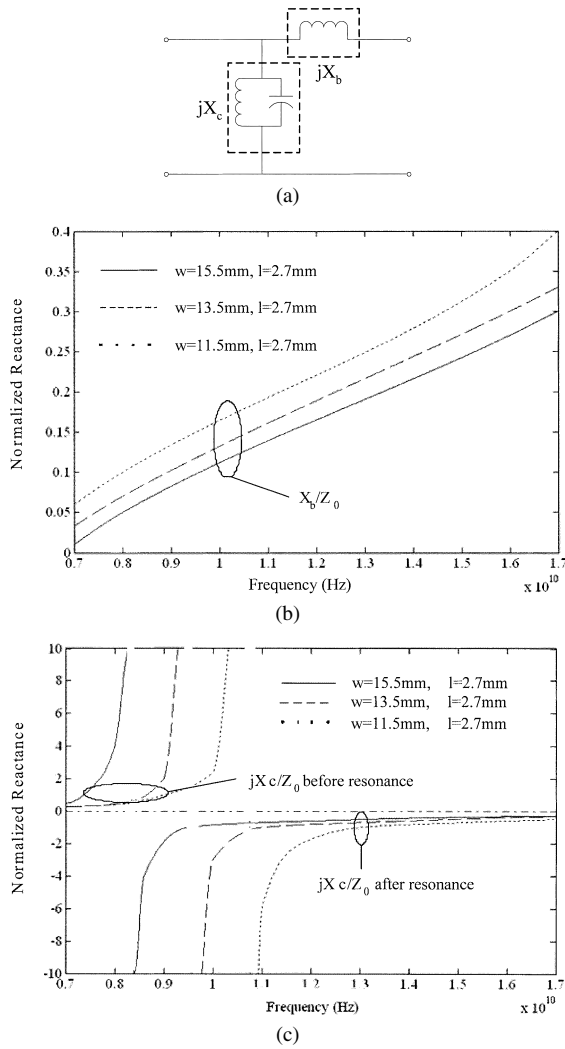 jX_b
jX_c
(a)
Normalized Reactance
0.4
0.35
0.3
0.25
0.2
0.15
0.1
0.05
0
w=15.5mm, l=2.7mm
w=13.5mm, l=2.7mm
w=11.5mm, l=2.7mm
X_b/Z_0
0.7 0.8 0.9 1 1.1 1.2 1.3 1.4 1.5 1.6 1.7
Frequency (Hz)
x 10^10
(b)
Normalized Reactance
10
8
6
4
2
0
-2
-4
-6
-8
-10
w=15.5mm, l=2.7mm
w=13.5mm, l=2.7mm
w=11.5mm, l=2.7mm
jX c/Z_0 before resonance
jX c/Z_0 after resonance
0.7 0.8 0.9 1 1.1 1.2 1.3 1.4 1.5 1.6 1.7
Frequency (Hz)
x 10^10
(c)